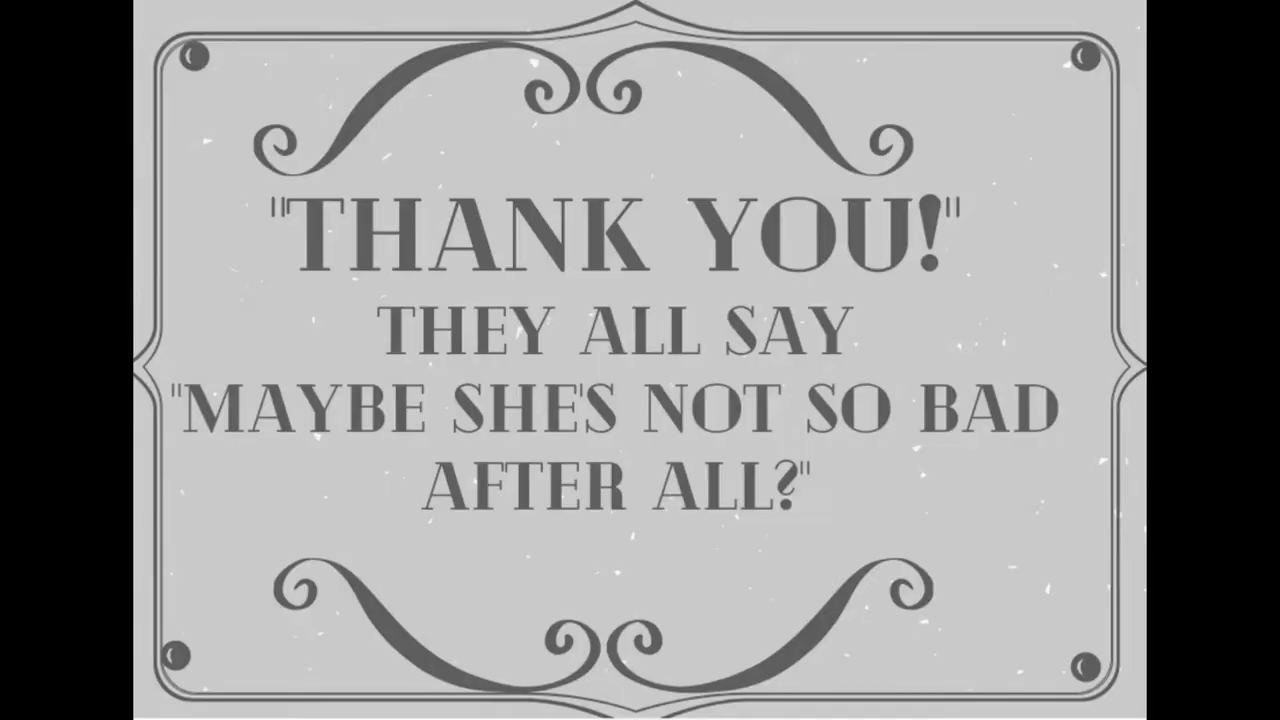 "THANK YOU!"
THEY ALL SAY
"MAYBE SHE'S NOT SO BAD
AFTER ALL?"